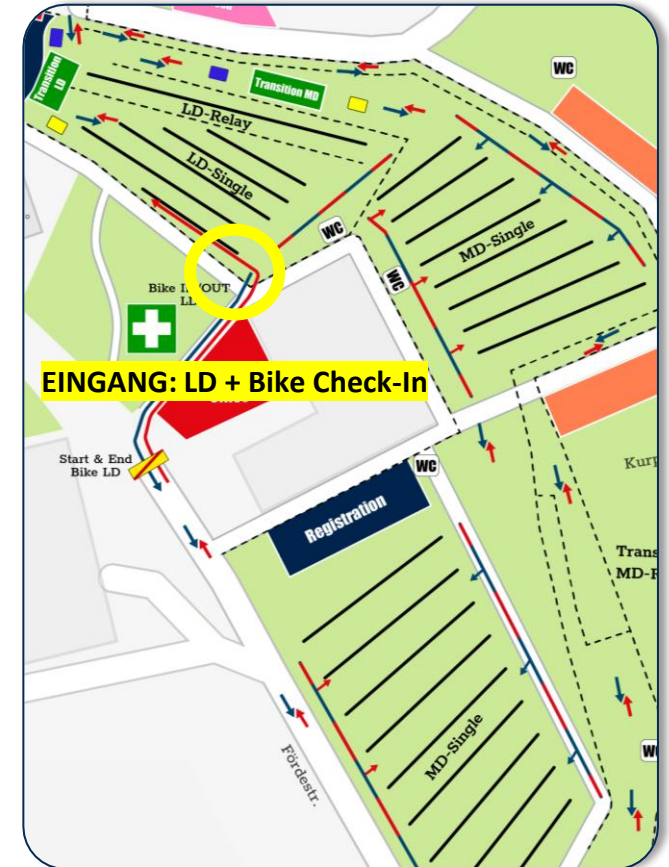 WC
Transition
LD
Transition MD
LD-Relay
LD-Single
WC
MD-Single
WC
Bike IN/OUT
LD
EINGANG: LD + Bike Check-In
Start & End
Bike LD
WC
Registration
Kurp
Trans
MD-R
MD-Single
WC
Fördestr.